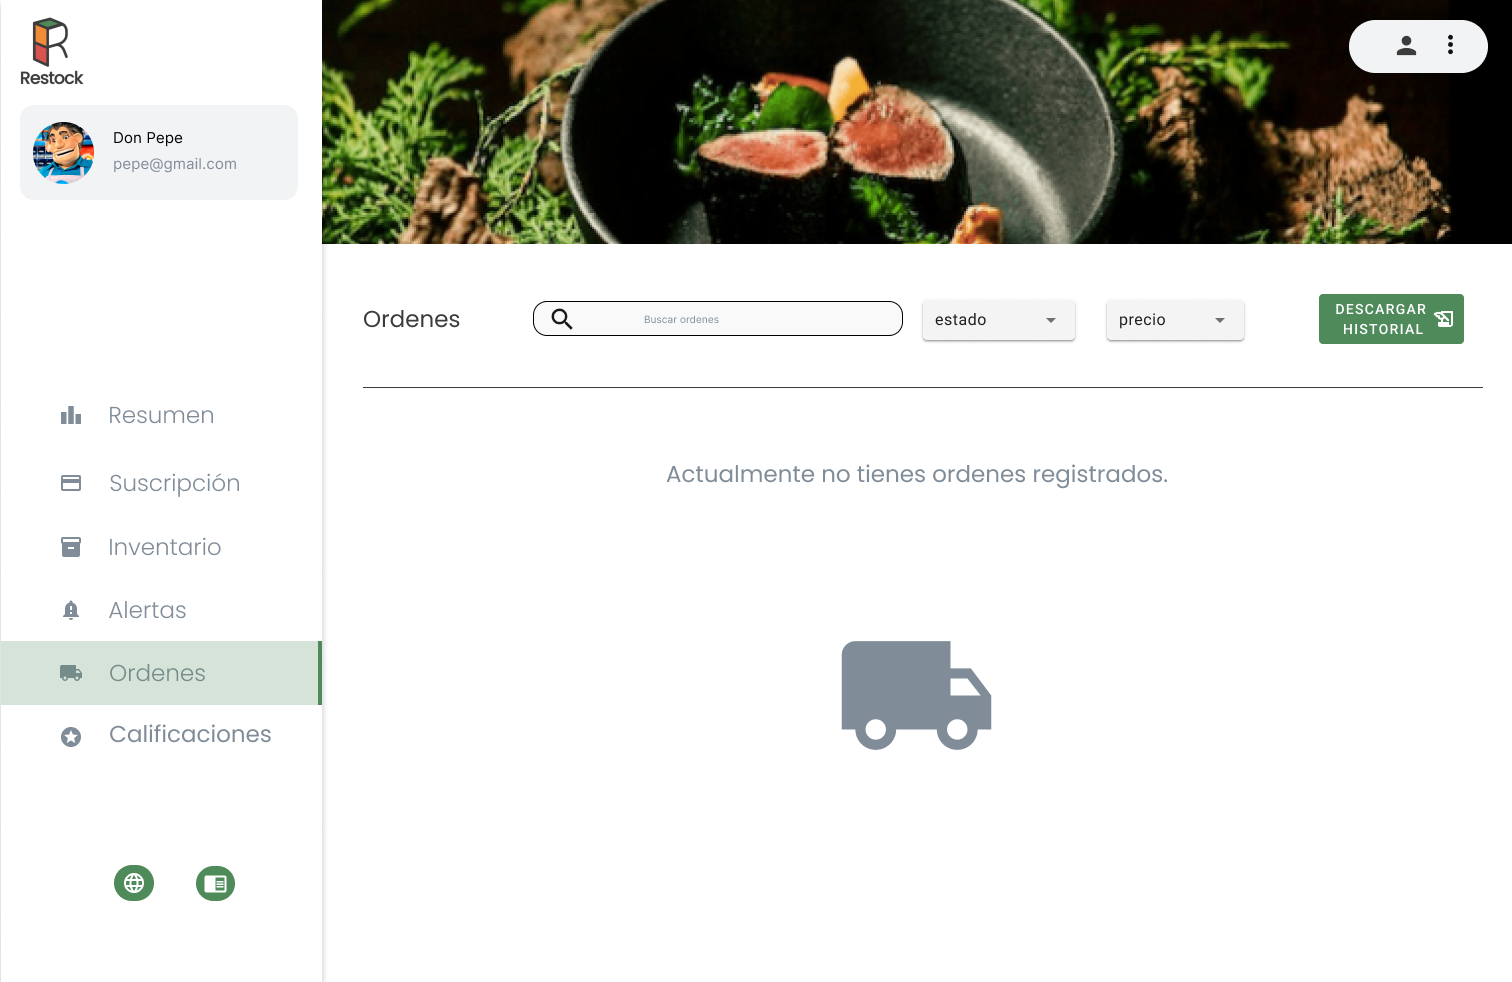 Restock
Don Pepe
pepe@gmail.com
Resumen
Suscripción
Inventario
Alertas
Ordenes
Calificaciones
Ordenes
Buscar ordenes
estado
precio
DESCARGAR
HISTORIAL
Actualmente no tienes ordenes registrados.